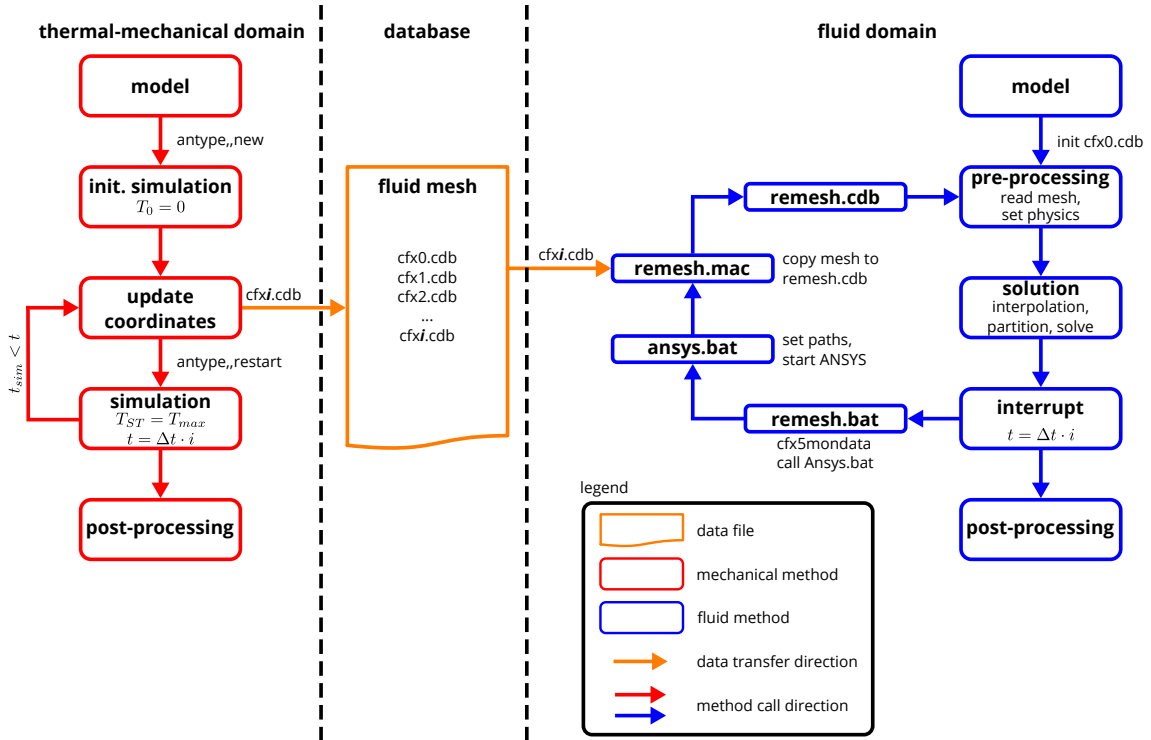 thermal-mechanical domain
model
antype,,new
init. simulation
T_0 = 0
update
coordinates
cfxi.cdb
antype,,restart
t_sim < t
simulation
T_ST = T_max
t = Δt · i
post-processing
database
fluid mesh
cfx0.cdb
cfx1.cdb
cfx2.cdb
...
cfxi.cdb
cfxi.cdb
fluid domain
model
init cfx0.cdb
pre-processing
read mesh,
set physics
remesh.cdb
remesh.mac
copy mesh to
remesh.cdb
solution
interpolation,
partition, solve
ansys.bat
set paths,
start ANSYS
interrupt
t = Δt · i
remesh.bat
cfx5mondata
call Ansys.bat
post-processing
legend
data file
mechanical method
fluid method
data transfer direction
method call direction